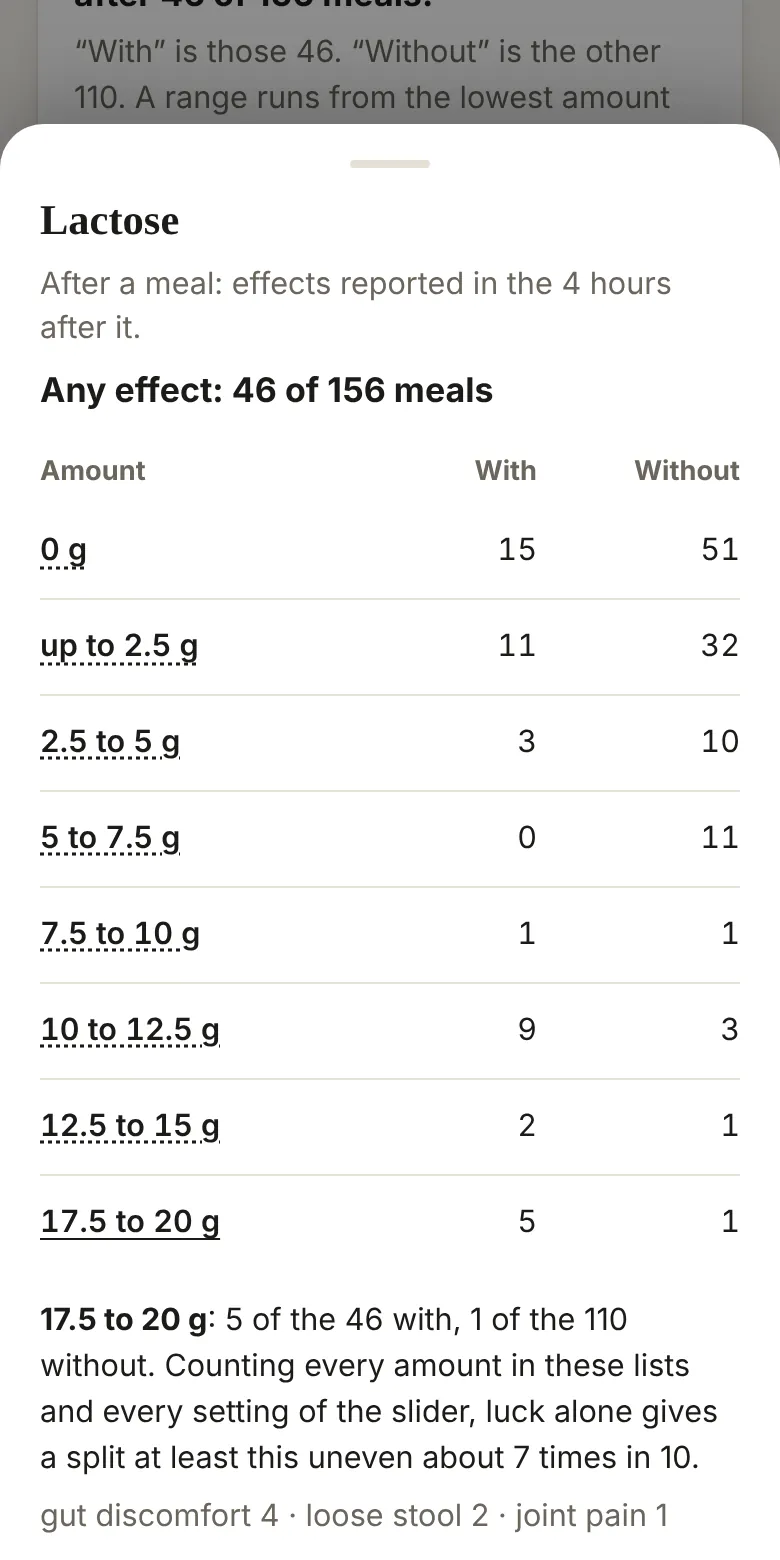 after 46 of 156 meals.
“With” is those 46. “Without” is the other
110. A range runs from the lowest amount
Lactose
After a meal: effects reported in the 4 hours
after it.
Any effect: 46 of 156 meals
Amount With Without
0 g 15 51
up to 2.5 g 11 32
2.5 to 5 g 3 10
5 to 7.5 g 0 11
7.5 to 10 g 1 1
10 to 12.5 g 9 3
12.5 to 15 g 2 1
17.5 to 20 g 5 1
17.5 to 20 g: 5 of the 46 with, 1 of the 110
without. Counting every amount in these lists
and every setting of the slider, luck alone gives
a split at least this uneven about 7 times in 10.
gut discomfort 4 · loose stool 2 · joint pain 1